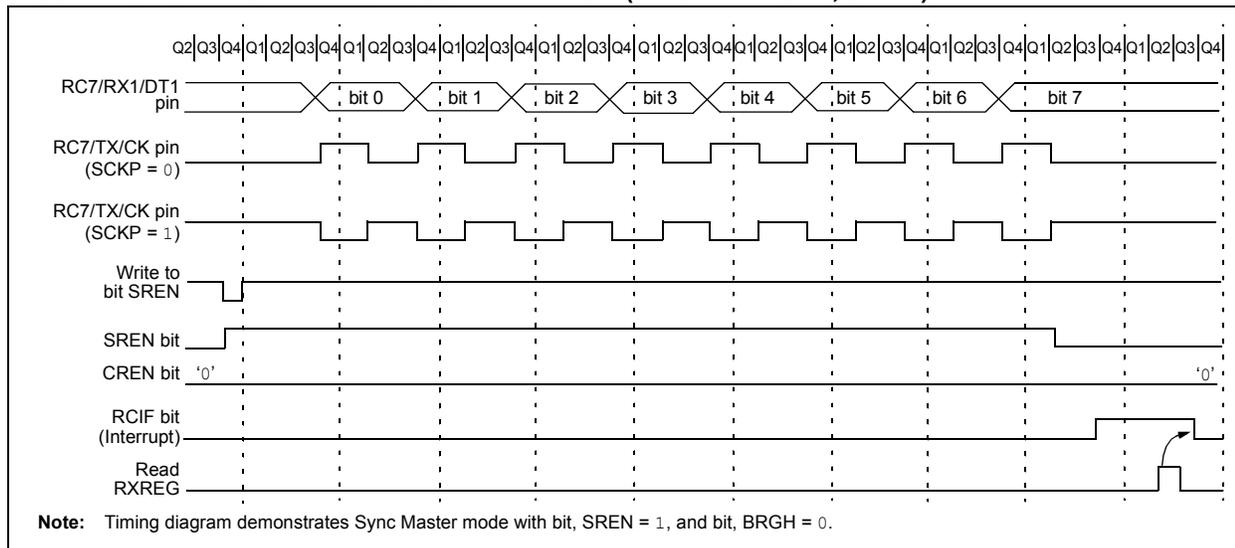 Q2|Q3|Q4|Q1|Q2|Q3|Q4|Q1|Q2|Q3|Q4|Q1|Q2|Q3|Q4|Q1|Q2|Q3|Q4|Q1|Q2|Q3|Q4|Q1|Q2|Q3|Q4|Q1|Q2|Q3|Q4|Q1|Q2|Q3|Q4|Q1|Q2|Q3|Q4|Q1|Q2|Q3|Q4
RC7/RX1/DT1
pin
bit 0 bit 1 bit 2 bit 3 bit 4 bit 5 bit 6 bit 7
RC7/TX/CK pin
(SCKP = 0)
RC7/TX/CK pin
(SCKP = 1)
Write to
bit SREN
SREN bit
CREN bit ‘0’ ‘0’
RCIF bit
(Interrupt)
Read
RXREG
Note: Timing diagram demonstrates Sync Master mode with bit, SREN = 1, and bit, BRGH = 0.